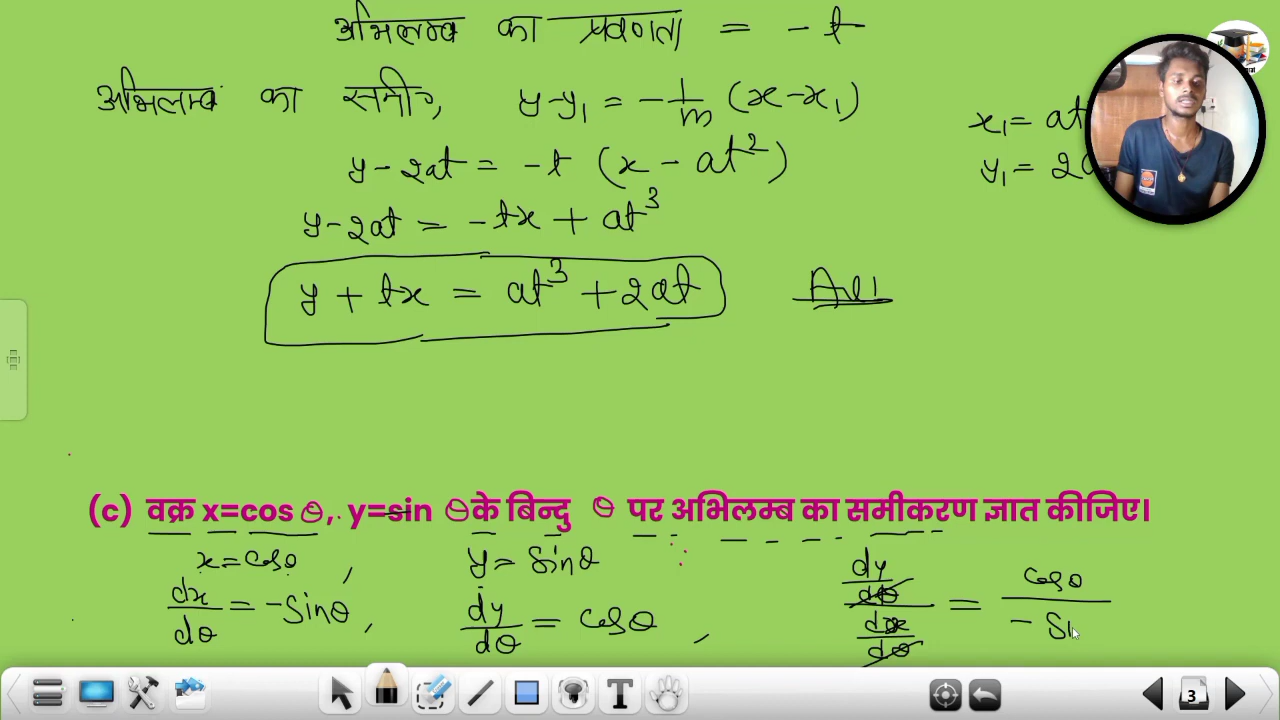 अभिलम्ब का प्रवणता = - t
अभिलम्ब का समी०, y-y₁ = -1/m (x-x₁)
x₁= at
y-2at = -t (x - at²)
y₁= 2a
y-2at = -tx + at³
y + tx = at³ +2at
(c) वक्र x=cos θ, y=sin θ के बिन्दु θ पर अभिलम्ब का समीकरण ज्ञात कीजिए।
x=cosθ, y= Sinθ
dx/dθ = -Sinθ, dy/dθ = cosθ, (dy/dθ)/(dx/dθ) = cosθ/- Si
T
3